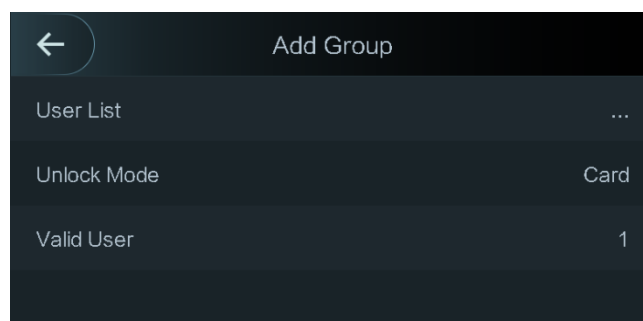 Add Group
User List ...
Unlock Mode Card
Valid User 1